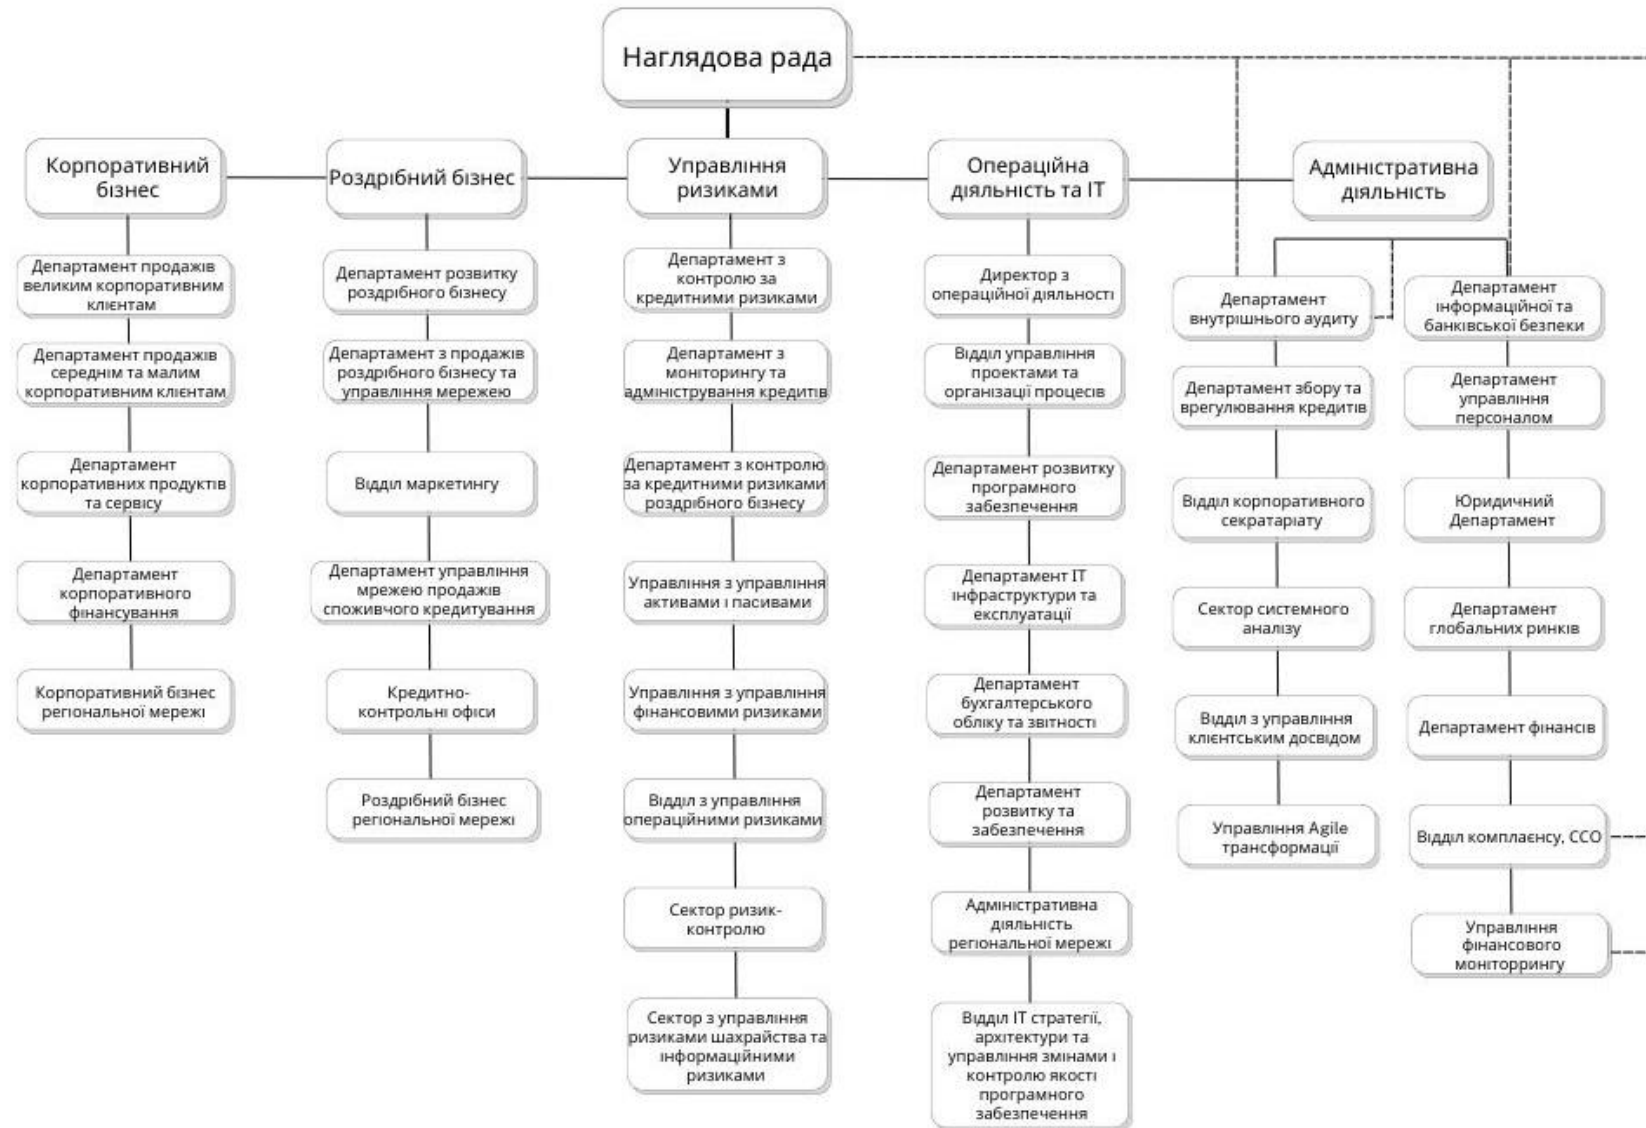 Наглядова рада
Корпоративний
бізнес
Роздрібний бізнес
Управління
ризиками
Операційна
діяльність та ІТ
Адміністративна
діяльність
Департамент продажів
великим корпоративним
клієнтам
Департамент продажів
середнім та малим
корпоративним клієнтам
Департамент
корпоративних продуктів
та сервісу
Департамент
корпоративного
фінансування
Корпоративний бізнес
регіональної мережі
Департамент розвитку
роздрібного бізнесу
Департамент з продажів
роздрібного бізнесу та
управління мережею
Відділ маркетингу
Департамент управління
мрежею продажів
споживчого кредитування
Кредитно-
контрольні офіси
Роздрібний бізнес
регіональної мережі
Департамент з
контролю за
кредитними ризиками
Департамент з
моніторингу та
адміністрування кредитів
Департамент з контролю
за кредитними ризиками
роздрібного бізнесу
Управління з управління
активами і пасивами
Управління з управління
фінансовими ризиками
Відділ з управління
операційними ризиками
Сектор ризик-
контролю
Сектор з управління
ризиками шахрайства та
інформаційними
ризиками
Директор з
операційної діяльності
Відділ управління
проектами та
організації процесів
Департамент розвитку
програмного
забезпечення
Департамент ІТ
інфраструктури та
експлуатації
Департамент
бухгалтерського
обліку та звітності
Департамент
розвитку та
забезпечення
Адміністративна
діяльність
регіональної мережі
Відділ ІТ стратегії,
архітектури та
управління змінами і
контролю якості
програмного
забезпечення
Департамент
внутрішнього аудиту
Департамент збору та
врегулювання кредитів
Відділ корпоративного
секратаріату
Сектор системного
аналізу
Відділ з управління
клієнтським досвідом
Управління Agile
трансформації
Департамент
інформаційної та
банківської безпеки
Департамент
управління
персоналом
Юридичний
Департамент
Департамент
глобальних ринків
Департамент фінансів
Відділ комплаєнсу, ССО
Управління
фінансового
моніторрингу